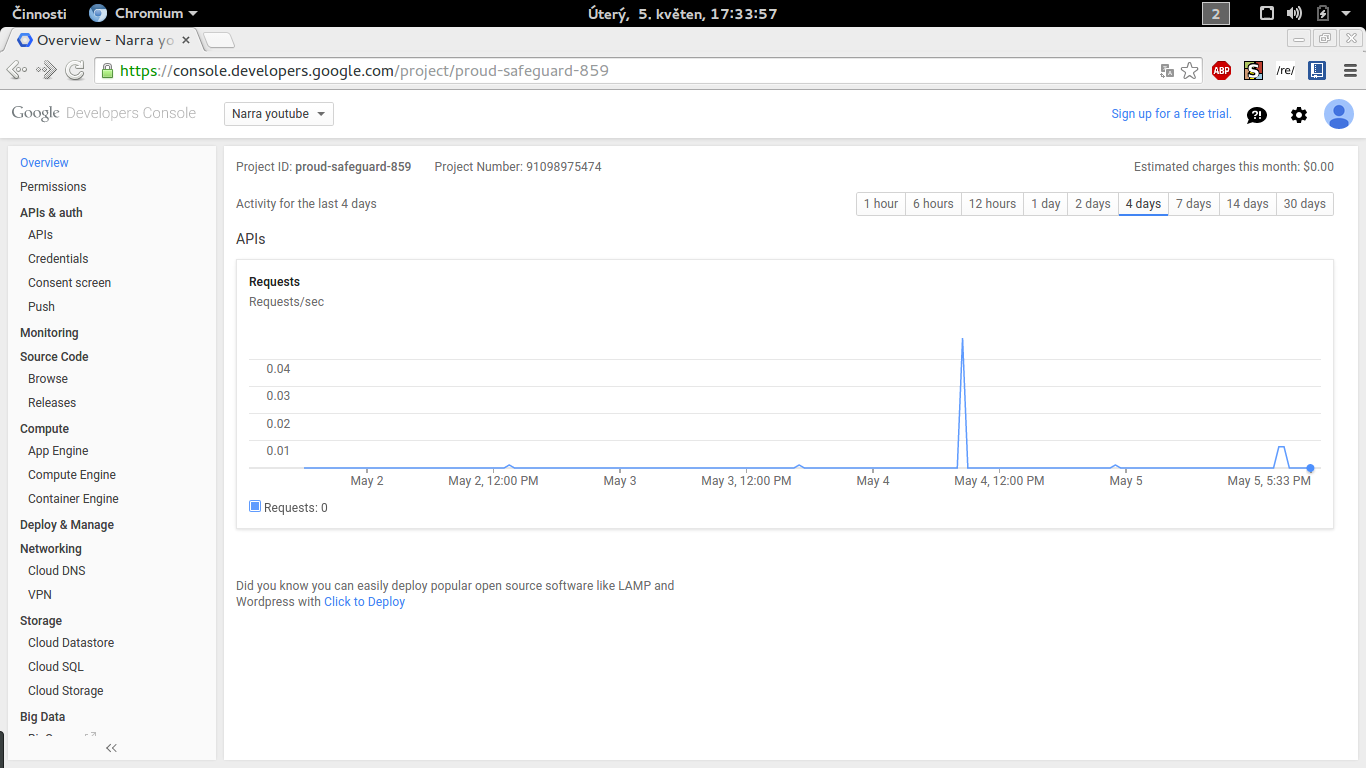 Činnosti Chromium Úterý, 5. květen, 17:33:57 2
Overview - Narra yo
https://console.developers.google.com/project/proud-safeguard-859 ABP S /re/
Google Developers Console Narra youtube Sign up for a free trial. ?!
Overview
Permissions
APIs & auth
APIs
Credentials
Consent screen
Push
Monitoring
Source Code
Browse
Releases
Compute
App Engine
Compute Engine
Container Engine
Deploy & Manage
Networking
Cloud DNS
VPN
Storage
Cloud Datastore
Cloud SQL
Cloud Storage
Big Data
Project ID: proud-safeguard-859 Project Number: 91098975474 Estimated charges this month: $0.00
Activity for the last 4 days 1 hour 6 hours 12 hours 1 day 2 days 4 days 7 days 14 days 30 days
APIs
Requests
Requests/sec
0.04
0.03
0.02
0.01
May 2 May 2, 12:00 PM May 3 May 3, 12:00 PM May 4 May 4, 12:00 PM May 5 May 5, 5:33 PM
Requests: 0
Did you know you can easily deploy popular open source software like LAMP and
Wordpress with Click to Deploy